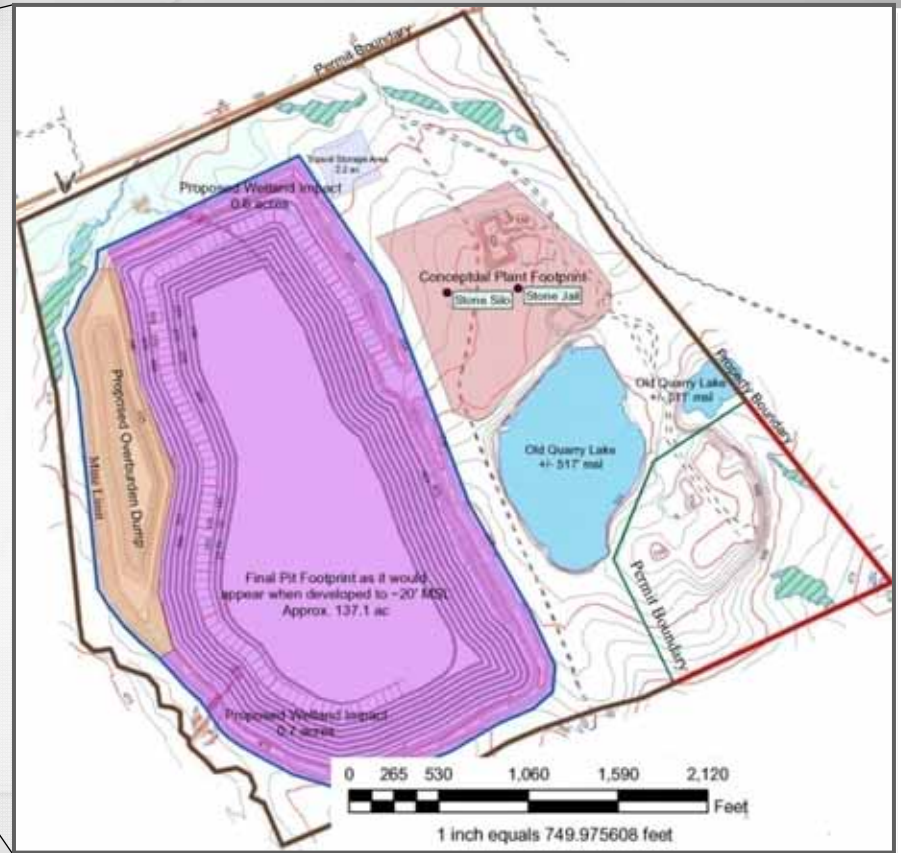 Permit Boundary
Topsoil Storage Area
2.2 ac
Proposed Wetland Impact
0.6 acres
Conceptual Plant Footprint
Stone Silo
Stone Jail
Property Boundary
Old Quarry Lake
+/- 511' msl
Old Quarry Lake
+/- 517' msl
Proposed Overburden Dump
Mine Limit
Final Pit Footprint as it would
appear when developed to ~20' MSL
Approx. 137.1 ac
Permit Boundary
Proposed Wetland Impact
0.7 acres
0 265 530 1,060 1,590 2,120
Feet
1 inch equals 749.975608 feet